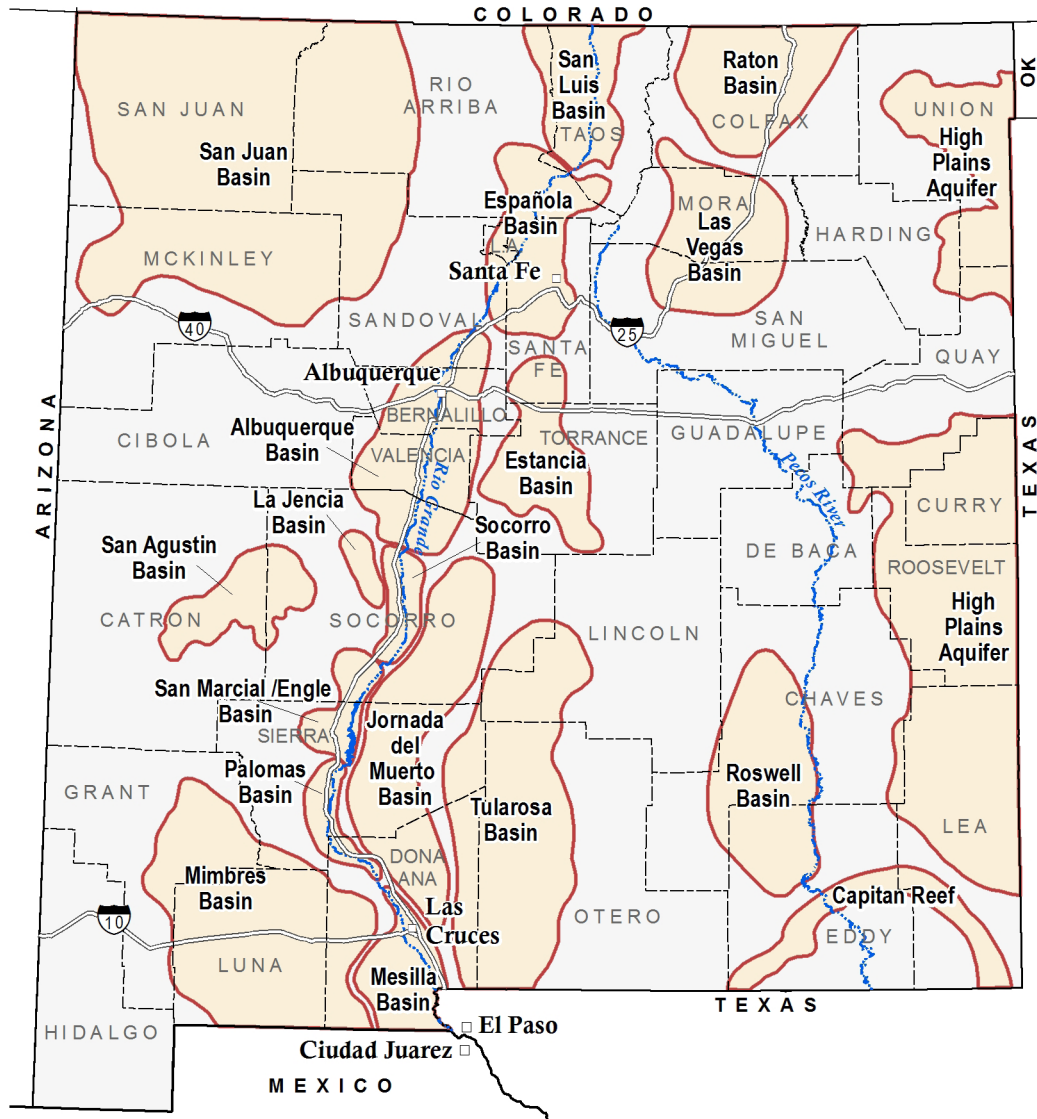 COLORADO
OK
SAN JUAN
RIO
ARRIBA
San
Luis
Basin
TAOS
Raton
Basin
COLFAX
UNION
High
Plains
Aquifer
San Juan
Basin
Española
Basin
MORA
Las
Vegas
Basin
HARDING
MCKINLEY
LA
Santa Fe
40
SANDOVAL
25
SAN
MIGUEL
SANTA
FE
QUAY
Albuquerque
BERNALILLO
ARIZONA
CIBOLA
Albuquerque
Basin
VALENCIA
TORRANCE
GUADALUPE
Estancia
Basin
Rio Grande
Pecos River
TEXAS
CURRY
La Jencia
Basin
Socorro
Basin
San Agustin
Basin
DE BACA
ROOSEVELT
CATRON
SOCORRO
LINCOLN
High
Plains
Aquifer
San Marcial /Engle
Basin
SIERRA
CHAVES
Jornada
del
Muerto
Basin
Palomas
Basin
GRANT
Tularosa
Basin
Roswell
Basin
LEA
DONA
ANA
Mimbres
Basin
Capitan Reef
Las
Cruces
10
OTERO
EDDY
LUNA
Mesilla
Basin
TEXAS
HIDALGO
El Paso
Ciudad Juarez
MEXICO